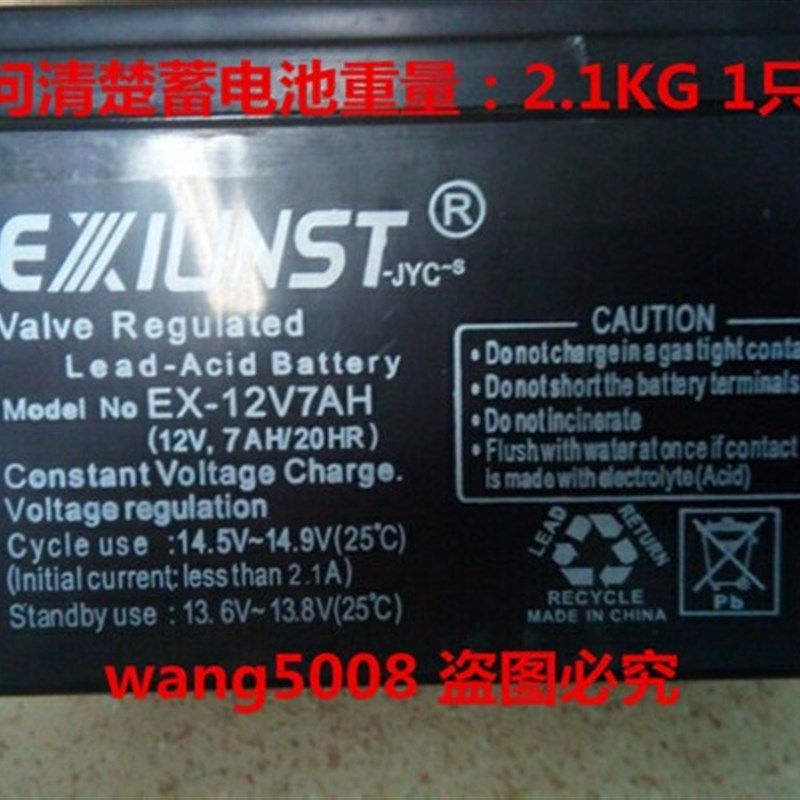 问清楚蓄电池重量：2.1KG 1只
EXIUNST®
-JYC-s
Valve Regulated
Lead-Acid Battery
Model No EX-12V7AH
(12V, 7AH/20HR)
Constant Voltage Charge.
Voltage regulation
Cycle use :14.5V~14.9V(25℃)
(Initial current: less than 2.1A)
Standby use : 13.6V~13.8V(25℃)
CAUTION
• Do not charge in a gas tight
• Do not short the battery terminals
• Do not incinerate
• Flush with water at once if contact
is made with electrolyte(Acid)
LEAD RETURN
RECYCLE
MADE IN CHINA
Pb
wang5008 盗图必究